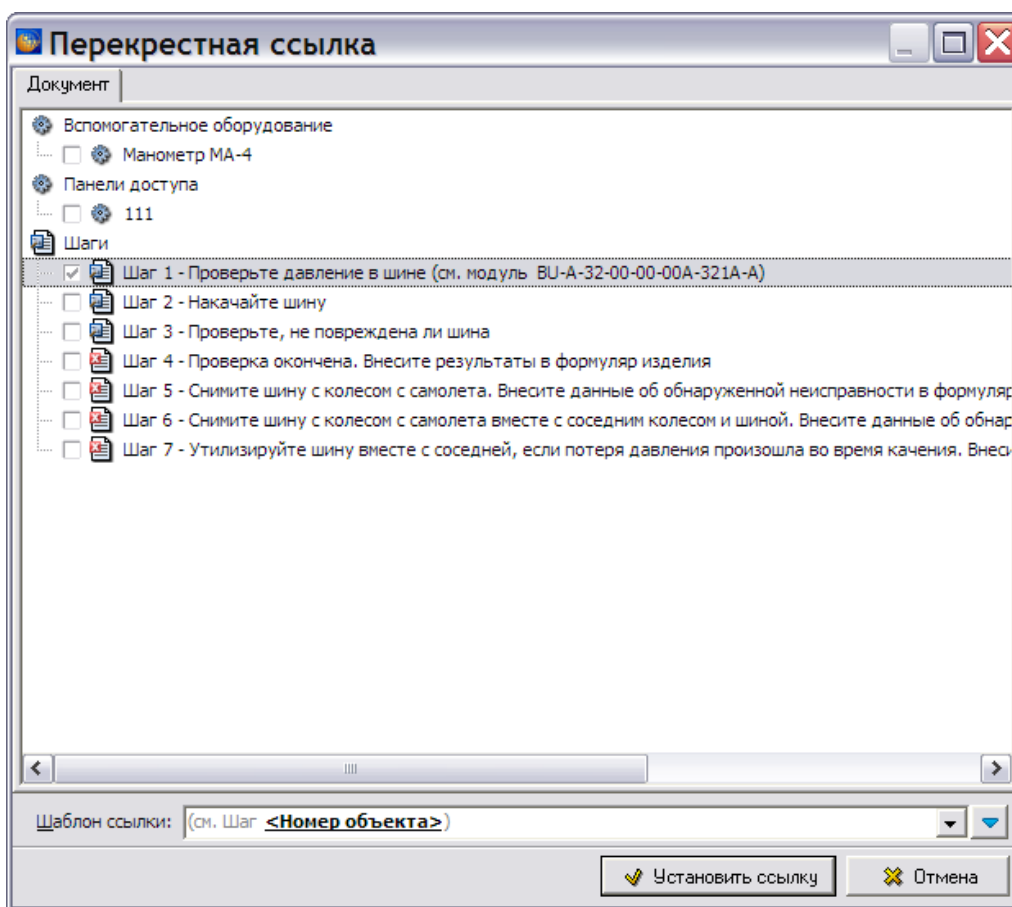 Перекрестная ссылка
Документ
Вспомогательное оборудование
Манометр МА-4
Панели доступа
111
Шаги
Шаг 1 - Проверьте давление в шине (см. модуль BU-A-32-00-00-00A-321A-A)
Шаг 2 - Накачайте шину
Шаг 3 - Проверьте, не повреждена ли шина
Шаг 4 - Проверка окончена. Внесите результаты в формуляр изделия
Шаг 5 - Снимите шину с колесом с самолета. Внесите данные об обнаруженной неисправности в формуляр
Шаг 6 - Снимите шину с колесом с самолета вместе с соседним колесом и шиной. Внесите данные об обнар
Шаг 7 - Утилизируйте шину вместе с соседней, если потеря давления произошла во время качения. Внеси
Шаблон ссылки: (см. Шаг <Номер объекта>)
Установить ссылку Отмена